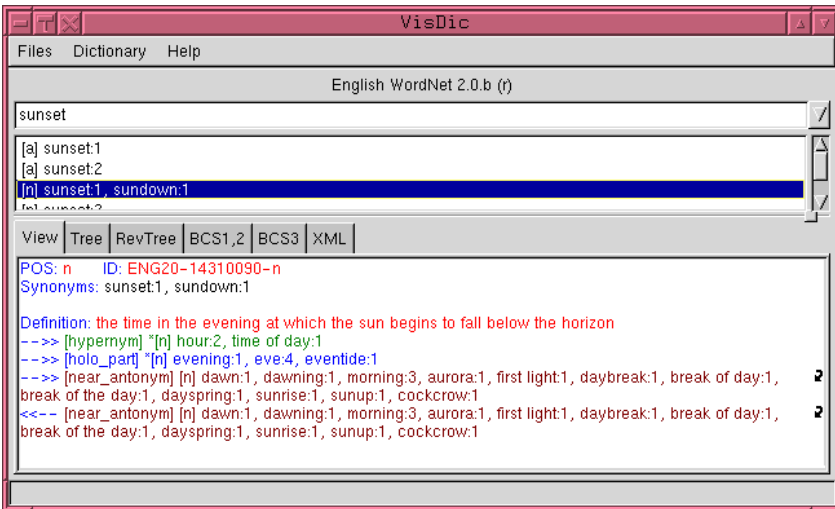 VisDic
Files Dictionary Help
English WordNet 2.0.b (r)
sunset
[a] sunset:1
[a] sunset:2
[n] sunset:1, sundown:1
[n] sunset:2
View Tree RevTree BCS1,2 BCS3 XML
POS: n ID: ENG20-14310090-n
Synonyms: sunset:1, sundown:1
Definition: the time in the evening at which the sun begins to fall below the horizon
-->> [hypernym] *[n] hour:2, time of day:1
-->> [holo_part] *[n] evening:1, eve:4, eventide:1
-->> [near_antonym] [n] dawn:1, dawning:1, morning:3, aurora:1, first light:1, daybreak:1, break of day:1,
break of the day:1, dayspring:1, sunrise:1, sunup:1, cockcrow:1
<<-- [near_antonym] [n] dawn:1, dawning:1, morning:3, aurora:1, first light:1, daybreak:1, break of day:1,
break of the day:1, dayspring:1, sunrise:1, sunup:1, cockcrow:1